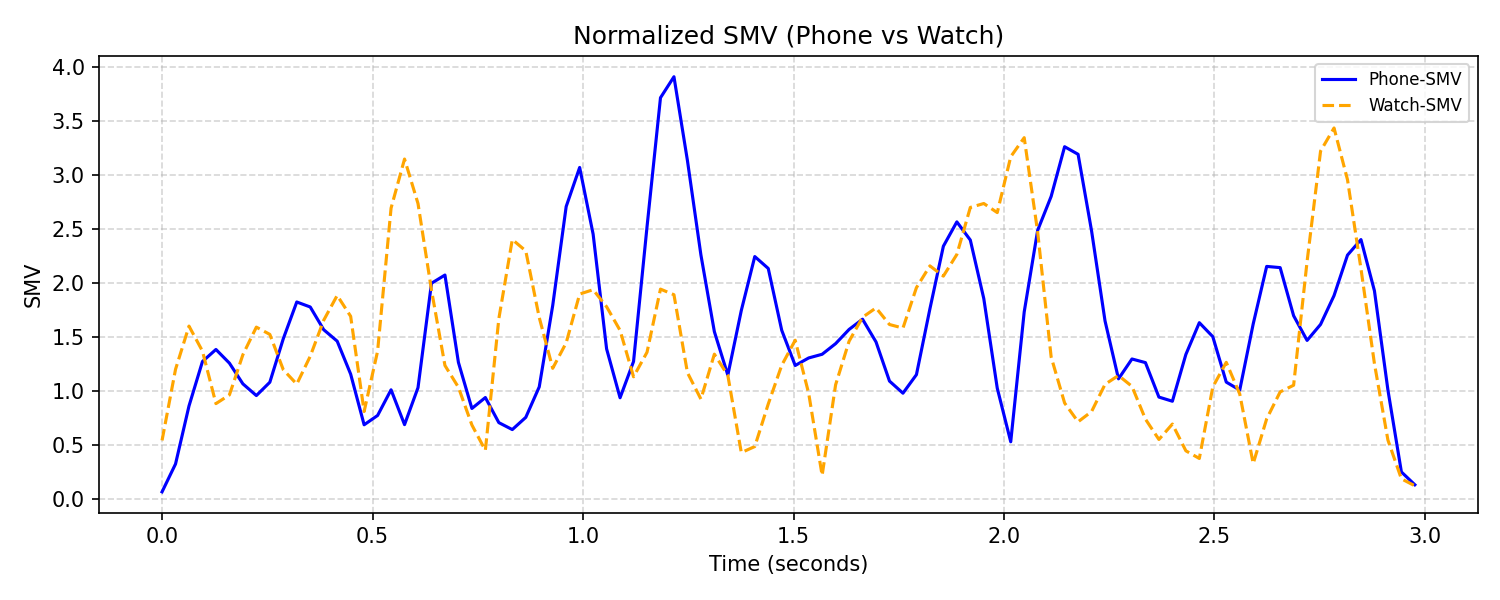 Normalized SMV (Phone vs Watch)
Phone-SMV
Watch-SMV
SMV
4.0
3.5
3.0
2.5
2.0
1.5
1.0
0.5
0.0
0.0 0.5 1.0 1.5 2.0 2.5 3.0
Time (seconds)